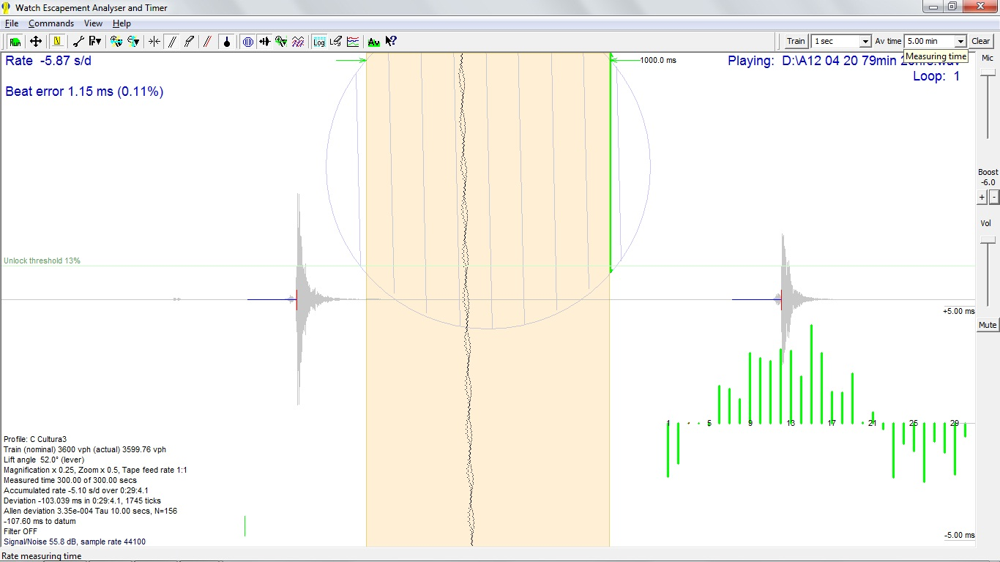 Watch Escapement Analyser and Timer
File Commands View Help
Run Log Av Train 1 sec Av time 5.00 min Clear
Measuring time
Rate -5.87 s/d
1000.0 ms
Playing: D:\A12 04 20 79min
Mic
Loop: 1
Beat error 1.15 ms (0.11%)
Boost
-6.0
+ -
Vol
Unlock threshold 13%
+5.00 ms
Mute
1 5 9 13 17 21 25 29
Profile: C Cultura3
Train (nominal) 3600 vph (actual) 3599.76 vph
Lift angle 52.0° (lever)
Magnification x 0.25, Zoom x 0.5, Tape feed rate 1:1
Measured time 300.00 of 300.00 secs
Accumulated rate -5.10 s/d over 0:29:4.1
Deviation -103.039 ms in 0:29:4.1, 1745 ticks
Allen deviation 3.35e-004 Tau 10.00 secs, N=156
-107.60 ms to datum
Filter OFF
-5.00 ms
Signal/Noise 55.8 dB, sample rate 44100
Rate measuring time